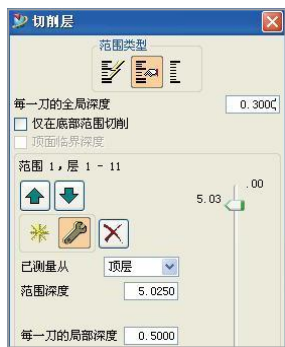 切削层
范围类型
每一刀的全局深度 0.300
仅在底部范围切削
顶面临界深度
范围 1，层 1 - 11
.00
5.03
已测量从 顶层
范围深度 5.0250
每一刀的局部深度 0.5000